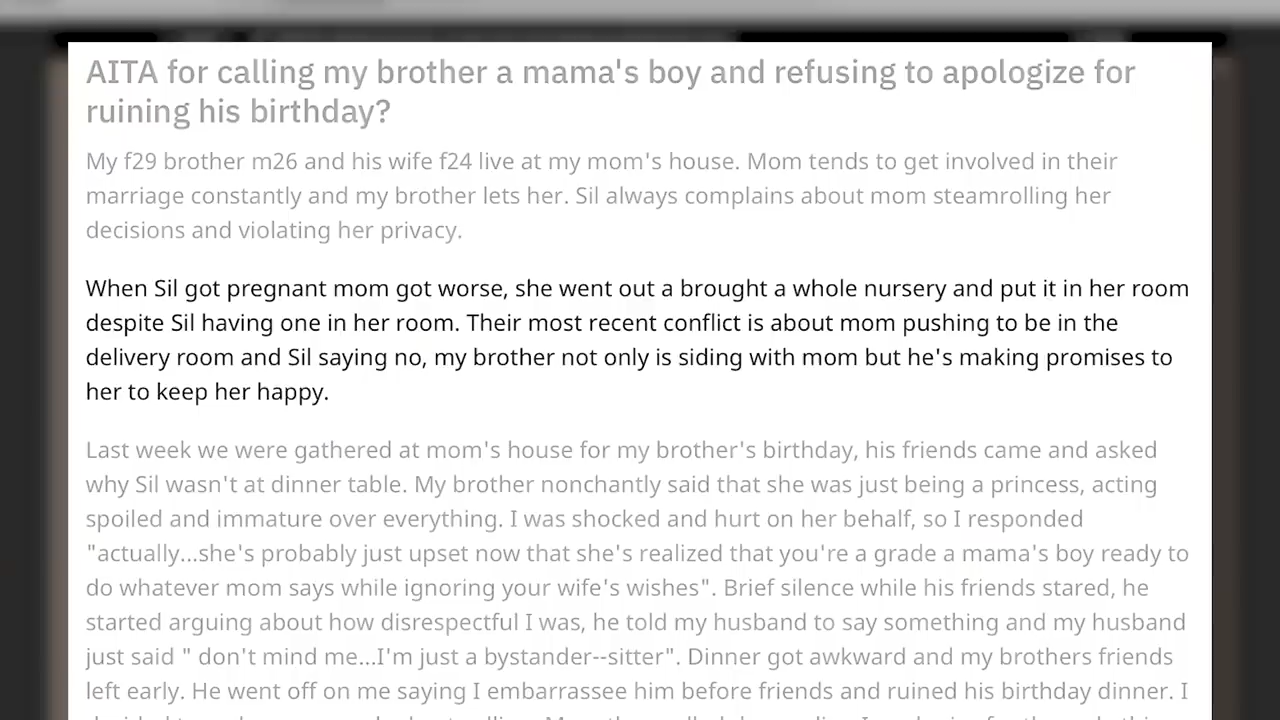 AITA for calling my brother a mama's boy and refusing to apologize for
ruining his birthday?
My f29 brother m26 and his wife f24 live at my mom's house. Mom tends to get involved in their
marriage constantly and my brother lets her. Sil always complains about mom steamrolling her
decisions and violating her privacy.
When Sil got pregnant mom got worse, she went out a brought a whole nursery and put it in her room
despite Sil having one in her room. Their most recent conflict is about mom pushing to be in the
delivery room and Sil saying no, my brother not only is siding with mom but he's making promises to
her to keep her happy.
Last week we were gathered at mom's house for my brother's birthday, his friends came and asked
why Sil wasn't at dinner table. My brother nonchantly said that she was just being a princess, acting
spoiled and immature over everything. I was shocked and hurt on her behalf, so I responded
"actually...she's probably just upset now that she's realized that you're a grade a mama's boy ready to
do whatever mom says while ignoring your wife's wishes". Brief silence while his friends stared, he
started arguing about how disrespectful I was, he told my husband to say something and my husband
just said " don't mind me...I'm just a bystander--sitter". Dinner got awkward and my brothers friends
left early. He went off on me saying I embarrassee him before friends and ruined his birthday dinner. I